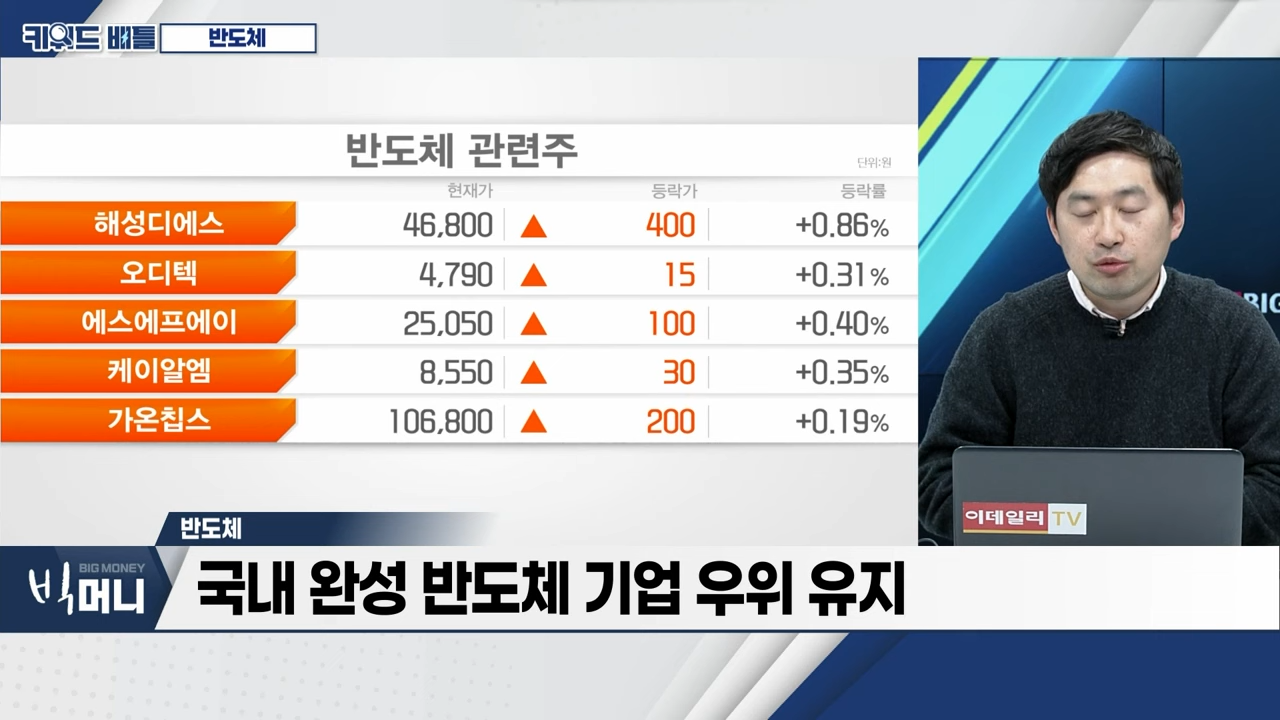 키워드 배틀
반도체
반도체 관련주
단위:원
현재가 등락가 등락률
해성디에스 46,800 ▲ 400 +0.86%
오디텍 4,790 ▲ 15 +0.31%
에스에프에이 25,050 ▲ 100 +0.40%
케이알엠 8,550 ▲ 30 +0.35%
가온칩스 106,800 ▲ 200 +0.19%
BIG
이데일리TV
반도체
BIG MONEY
빅머니
국내 완성 반도체 기업 우위 유지